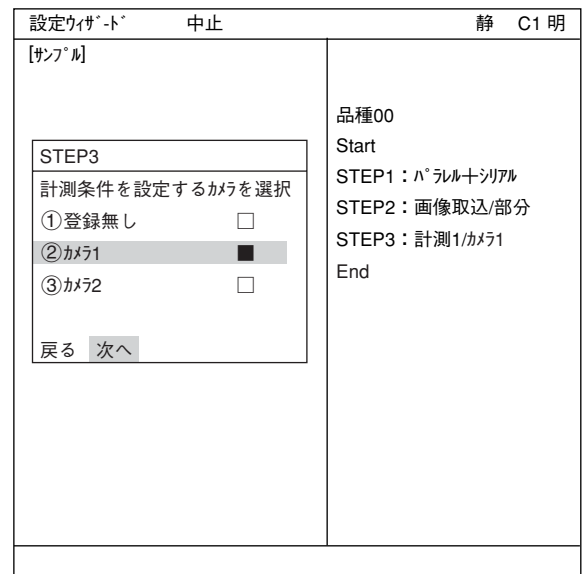 設定ｳｨｻﾞｰﾄﾞ 中止 静 C1 明
[ｻﾝﾌﾟﾙ]
STEP3
計測条件を設定するｶﾒﾗを選択
①登録無し □
②ｶﾒﾗ1 ■
③ｶﾒﾗ2 □
戻る 次へ
品種00
Start
STEP1：ﾊﾟﾗﾚﾙ＋ｼﾘｱﾙ
STEP2：画像取込/部分
STEP3：計測1/ｶﾒﾗ1
End